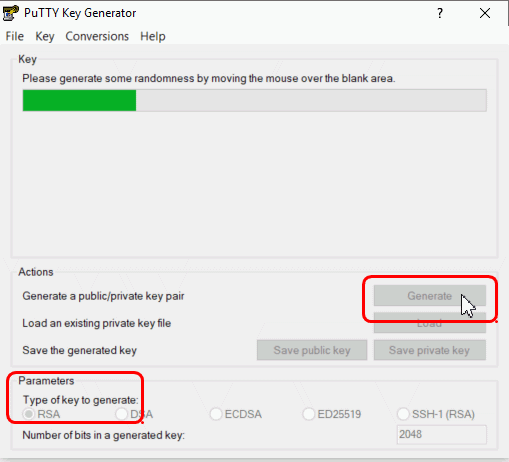 PuTTY Key Generator
File Key Conversions Help
Key
Please generate some randomness by moving the mouse over the blank area.
Actions
Generate a public/private key pair
Generate
Load an existing private key file
Load
Save the generated key
Save public key
Save private key
Parameters
Type of key to generate:
RSA DSA ECDSA ED25519 SSH-1 (RSA)
Number of bits in a generated key:
2048